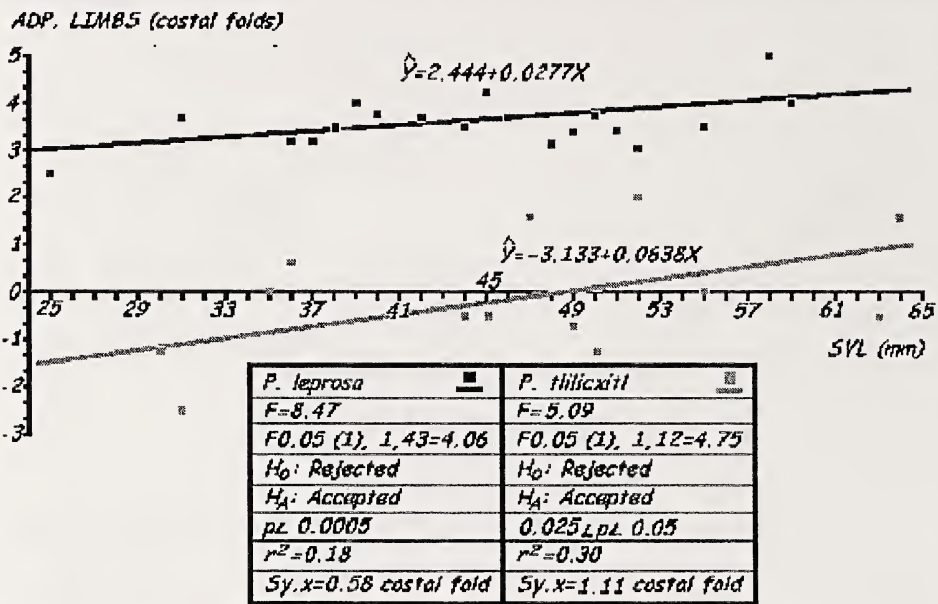 ADP. LIMBS (costal folds)
5
Ŷ=2.444+0.0277X
4
3
2
1
Ŷ=-3.133+0.0638X
45
0
25 29 33 37 41 49 53 57 61 65
-1
SVL (mm)
-2
-3
P. leprosa P. tlilicxitl
F=8.47 F=5.09
F0.05 (1), 1,43=4.06 F0.05 (1), 1,12=4.75
H₀: Rejected H₀: Rejected
H_A: Accepted H_A: Accepted
p∠ 0.0005 0.025∠p∠ 0.05
r²=0.18 r²=0.30
Sy.x=0.58 costal fold Sy.x=1.11 costal fold